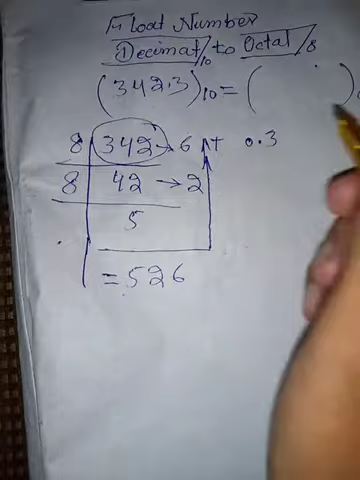 Float Number
① Decimal/10 to Octal/8
(342.3)10 = (
8 342 → 6 + 0.3
8 42 → 2
5
= 526